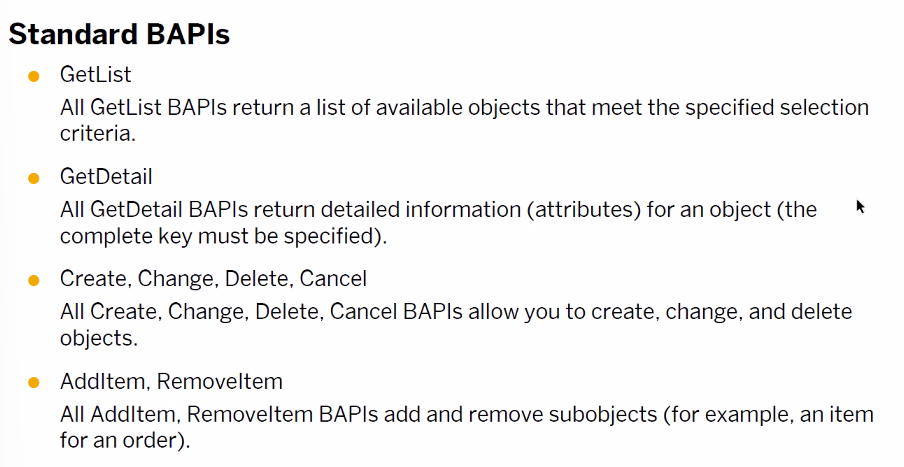 Standard BAPIs
GetList
All GetList BAPIs return a list of available objects that meet the specified selection
criteria.
GetDetail
All GetDetail BAPIs return detailed information (attributes) for an object (the
complete key must be specified).
Create, Change, Delete, Cancel
All Create, Change, Delete, Cancel BAPIs allow you to create, change, and delete
objects.
AddItem, RemoveItem
All AddItem, RemoveItem BAPIs add and remove subobjects (for example, an item
for an order).